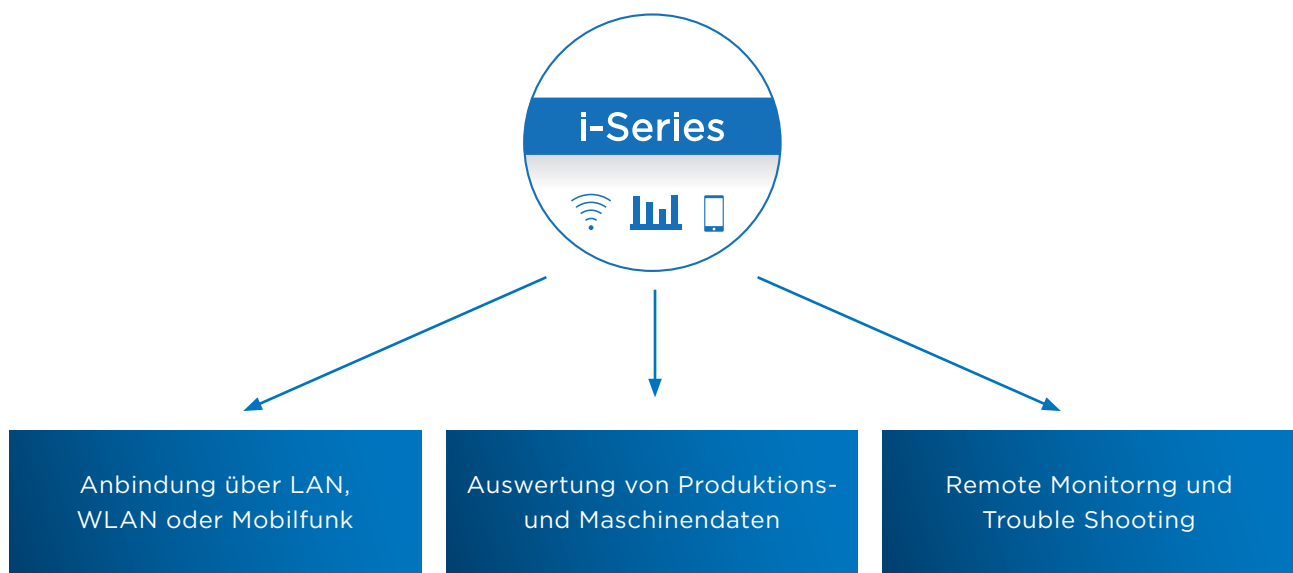 i-Series
Anbindung über LAN,
WLAN oder Mobilfunk
Auswertung von Produktions-
und Maschinendaten
Remote Monitorng und
Trouble Shooting